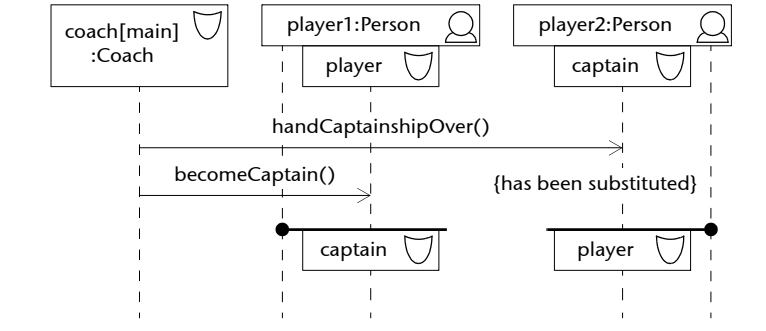 coach[main]
:Coach
player1:Person
player2:Person
player
captain
handCaptainshipOver()
becomeCaptain()
{has been substituted}
captain
player